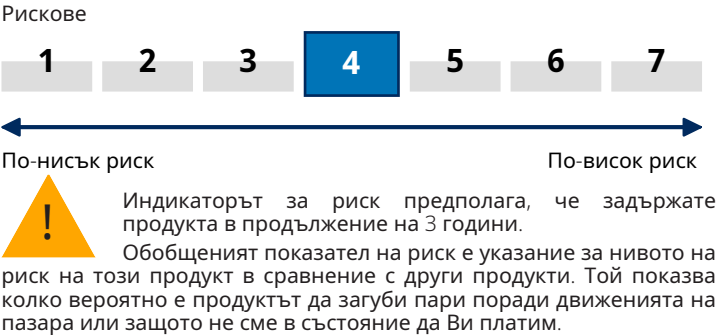 Рискове
1 2 3 4 5 6 7
По-нисък риск По-висок риск
!
Индикаторът за риск предполага, че задържате
продукта в продължение на 3 години.
Обобщеният показател на риск е указание за нивото на
риск на този продукт в сравнение с други продукти. Той показва
колко вероятно е продуктът да загуби пари поради движенията на
пазара или защото не сме в състояние да Ви платим.